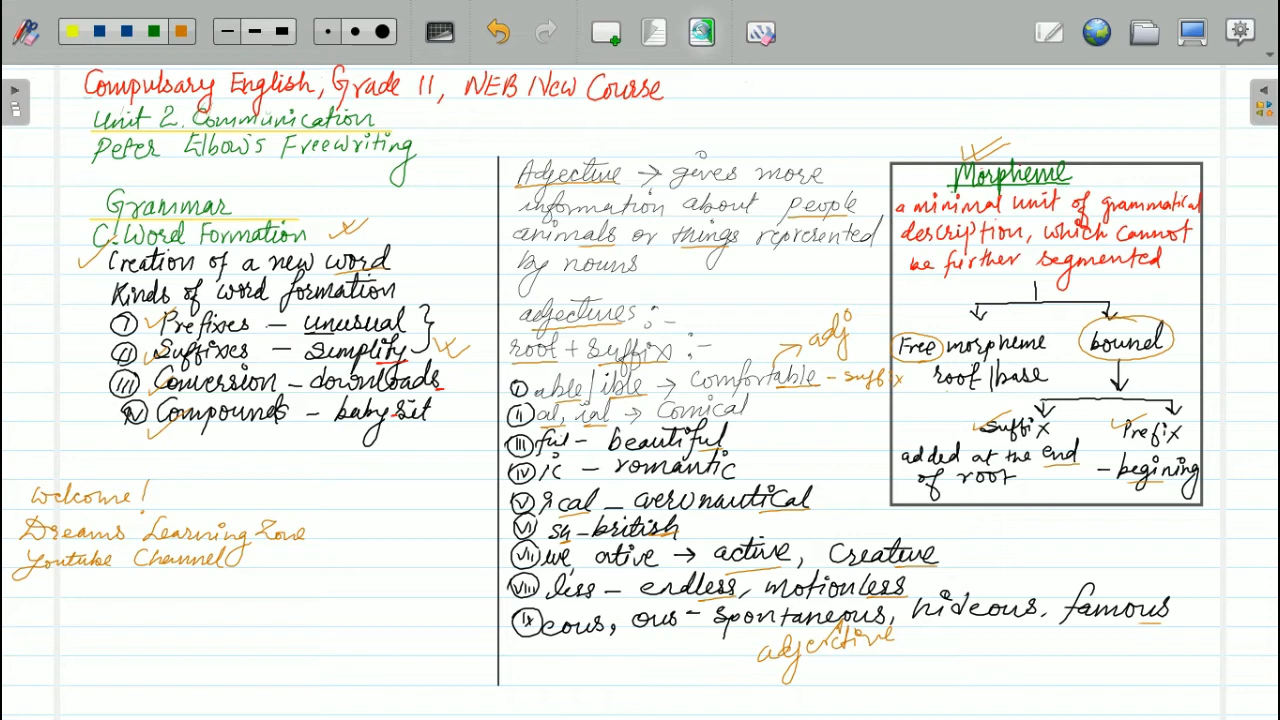 Compulsary English, Grade 11, NEB New Course
Unit 2. Communication
Peter Elbow's Freewriting
Grammar
C. Word Formation
Creation of a new word
Kinds of word formation
I Prefixes - unusual
II Suffixes - simplify
III Conversion - downloads
IV Compounds - baby-sit
Welcome!
Dreams Learning Zone
Youtube Channel
Adjective → gives more
information about people
animals or things represented
by nouns
adjectives :-
root + suffix :-
adj
I able/ible → comfortable - suffix
II al, ial → Comical
III ful - beautiful
IV ic - romantic
V ical - aeronautical
VI sh - british
VII ive, ative → active, Creative
VIII less - endless, motionless
IX eous, ous - spontaneous, hideous, famous
adjective
Morpheme
a minimal unit of grammatical
description, which cannot
be further segmented
Free morpheme
root/base
bound
Suffix
added at the end
of root
Prefix
- begining